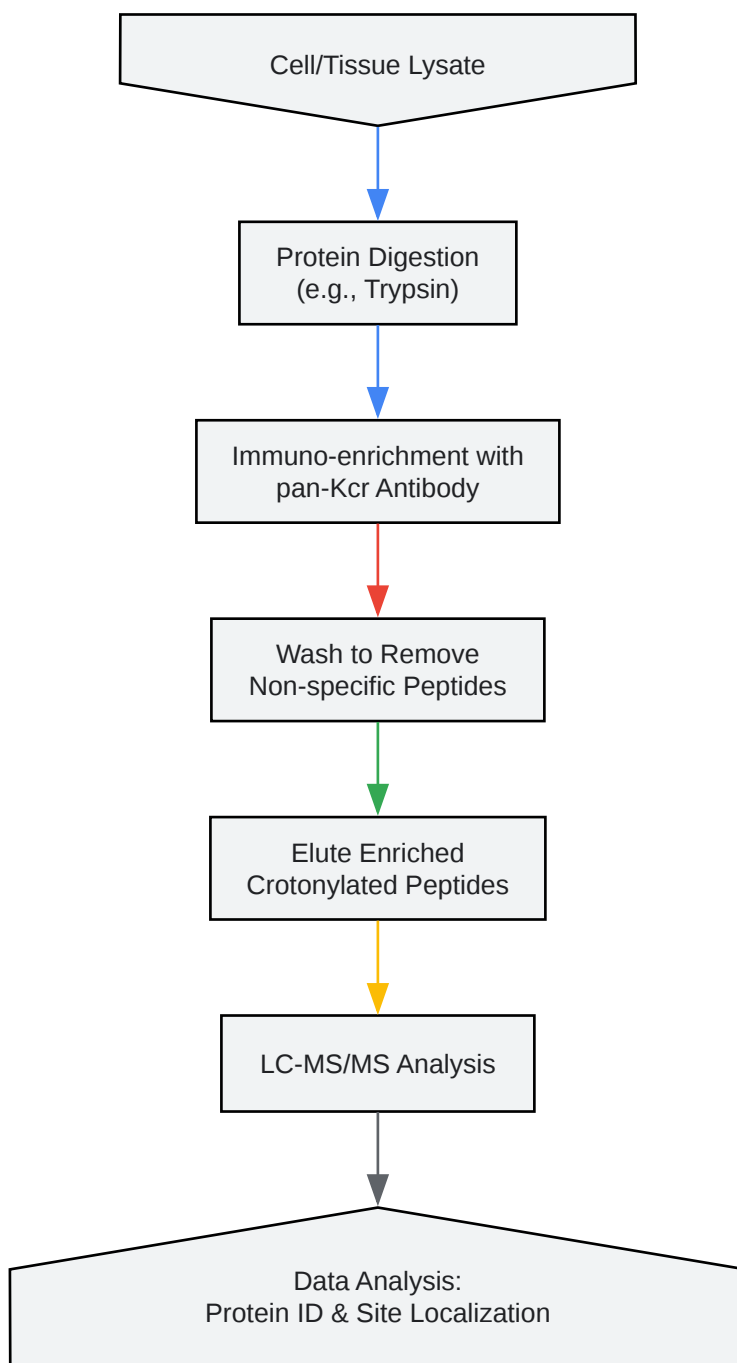 Cell/Tissue Lysate
Protein Digestion
(e.g., Trypsin)
Immuno-enrichment with
pan-Kcr Antibody
Wash to Remove
Non-specific Peptides
Elute Enriched
Crotonylated Peptides
LC-MS/MS Analysis
Data Analysis:
Protein ID & Site Localization